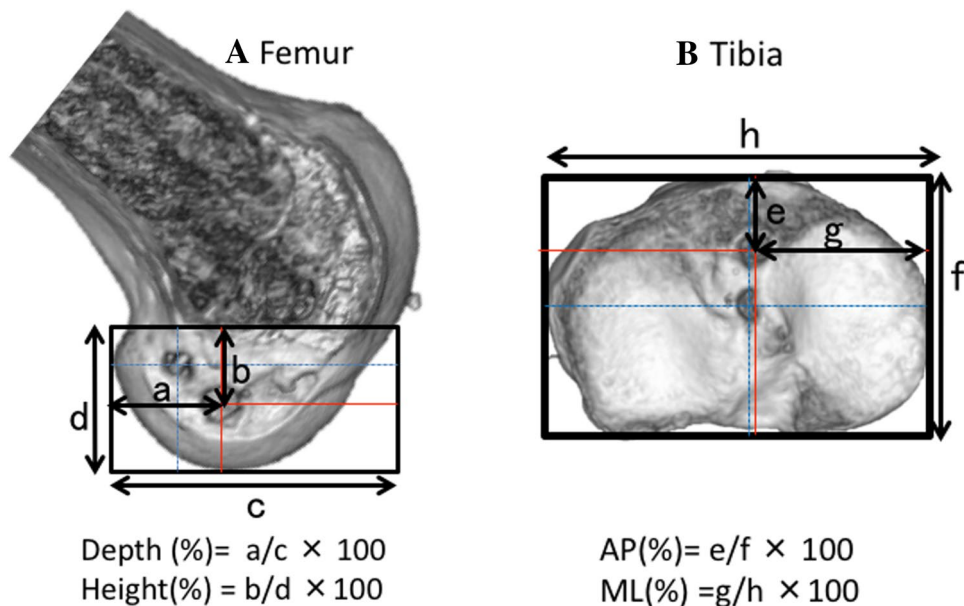 A Femur
B Tibia
h
e
g
f
b
a
d
c
Depth (%)= a/c × 100
Height(%) = b/d × 100
AP(%)= e/f × 100
ML(%) =g/h × 100